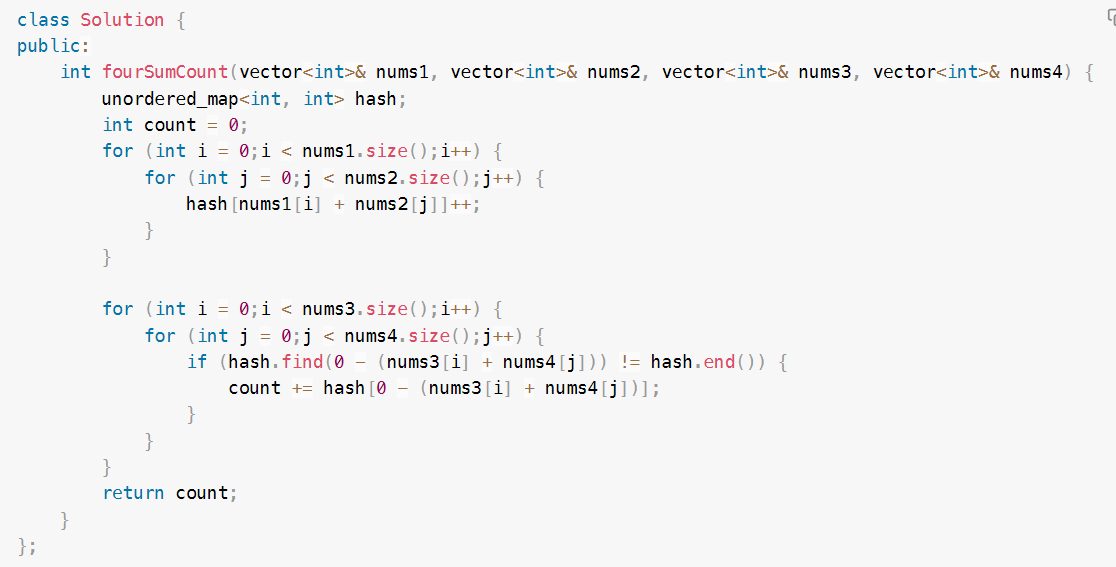 class Solution {
public:
    int fourSumCount(vector<int>& nums1, vector<int>& nums2, vector<int>& nums3, vector<int>& nums4) {
        unordered_map<int, int> hash;
        int count = 0;
        for (int i = 0;i < nums1.size();i++) {
            for (int j = 0;j < nums2.size();j++) {
                hash[nums1[i] + nums2[j]]++;
            }
        }

        for (int i = 0;i < nums3.size();i++) {
            for (int j = 0;j < nums4.size();j++) {
                if (hash.find(0 - (nums3[i] + nums4[j])) != hash.end()) {
                    count += hash[0 - (nums3[i] + nums4[j])];
                }
            }
        }
        return count;
    }
};